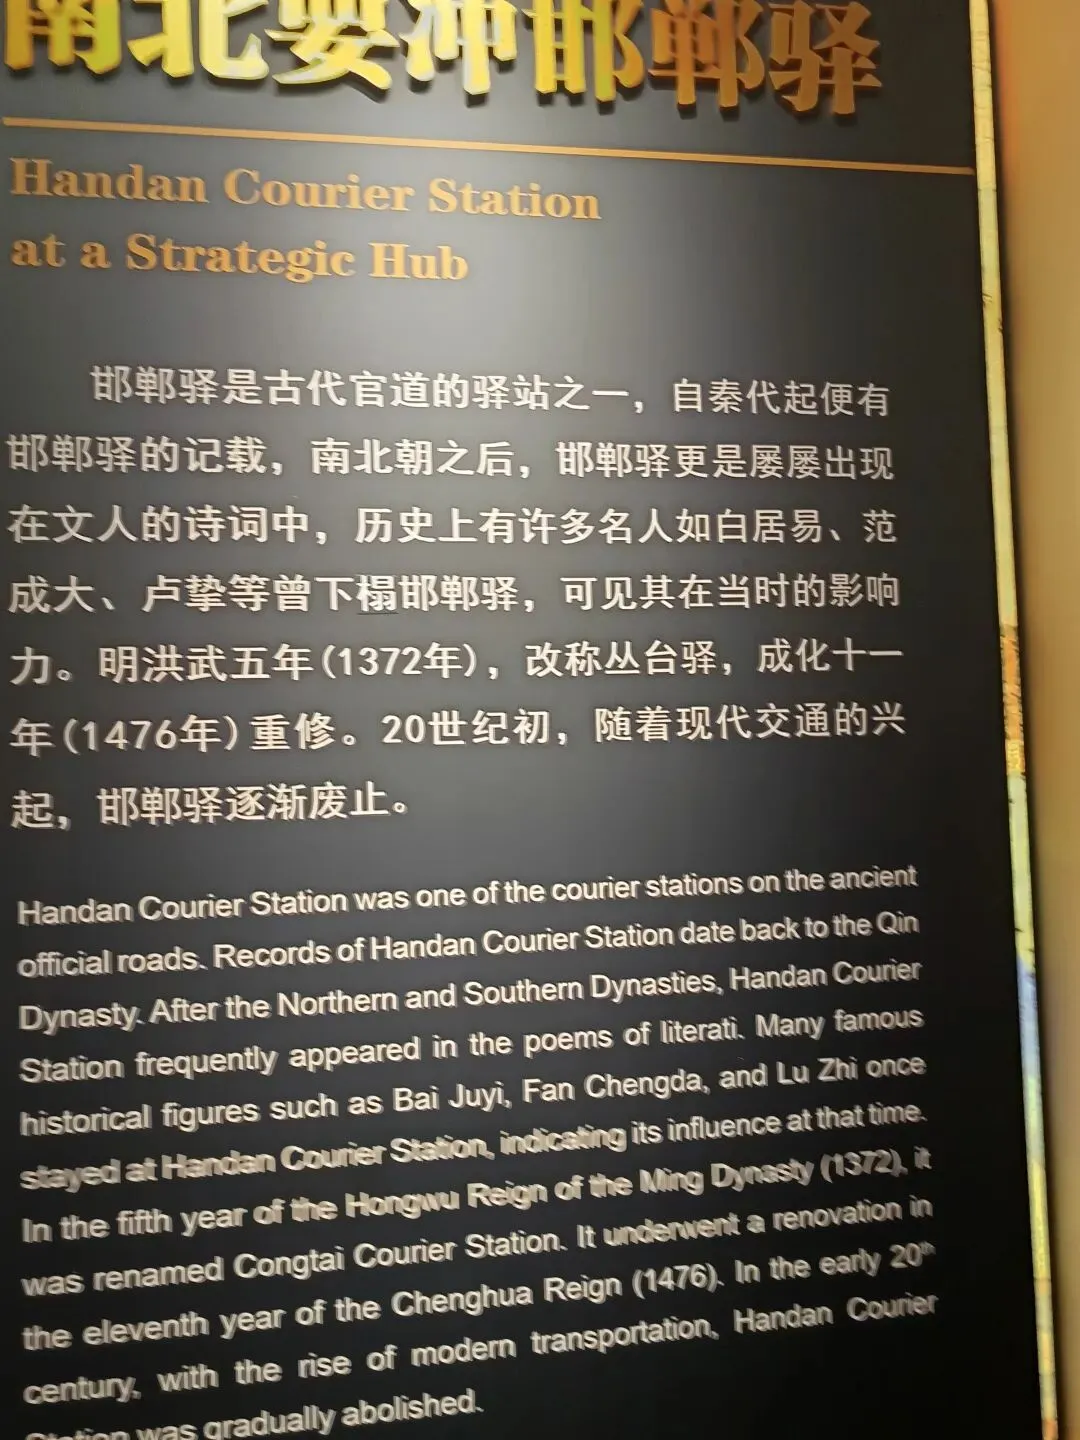 南北要冲邯郸驿
Handan Courier Station
at a Strategic Hub
邯郸驿是古代官道的驿站之一，自秦代起便有
邯郸驿的记载，南北朝之后，邯郸驿更是屡屡出现
在文人的诗词中，历史上有许多名人如白居易、范
成大、卢挚等曾下榻邯郸驿，可见其在当时的影响
力。明洪武五年(1372年)，改称丛台驿，成化十一
年(1476年)重修。20世纪初，随着现代交通的兴
起，邯郸驿逐渐废止。
Handan Courier Station was one of the courier stations on the ancient
official roads. Records of Handan Courier Station date back to the Qin
Dynasty. After the Northern and Southern Dynasties, Handan Courier
Station frequently appeared in the poems of literati. Many famous
historical figures such as Bai Juyi, Fan Chengda, and Lu Zhi once
stayed at Handan Courier Station, indicating its influence at that time.
In the fifth year of the Hongwu Reign of the Ming Dynasty (1372), it
was renamed Congtai Courier Station. It underwent a renovation in
the eleventh year of the Chenghua Reign (1476). In the early 20th
century, with the rise of modern transportation, Handan Courier
Station was gradually abolished.